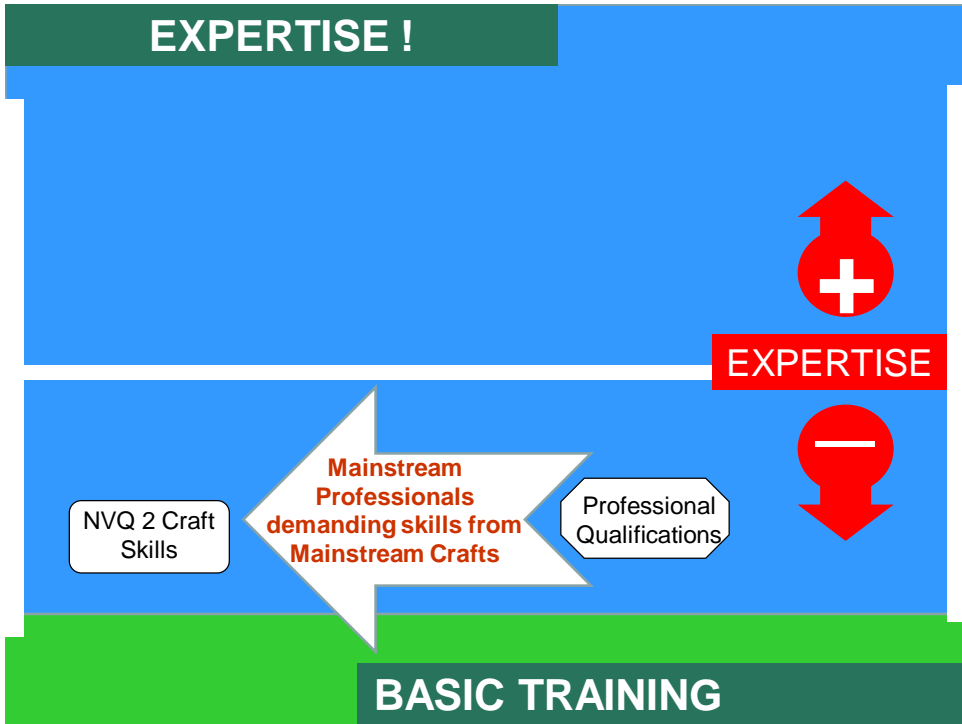 EXPERTISE !
+
EXPERTISE
—
Mainstream
Professionals
demanding skills from
Mainstream Crafts
NVQ 2 Craft
Skills
Professional
Qualifications
BASIC TRAINING